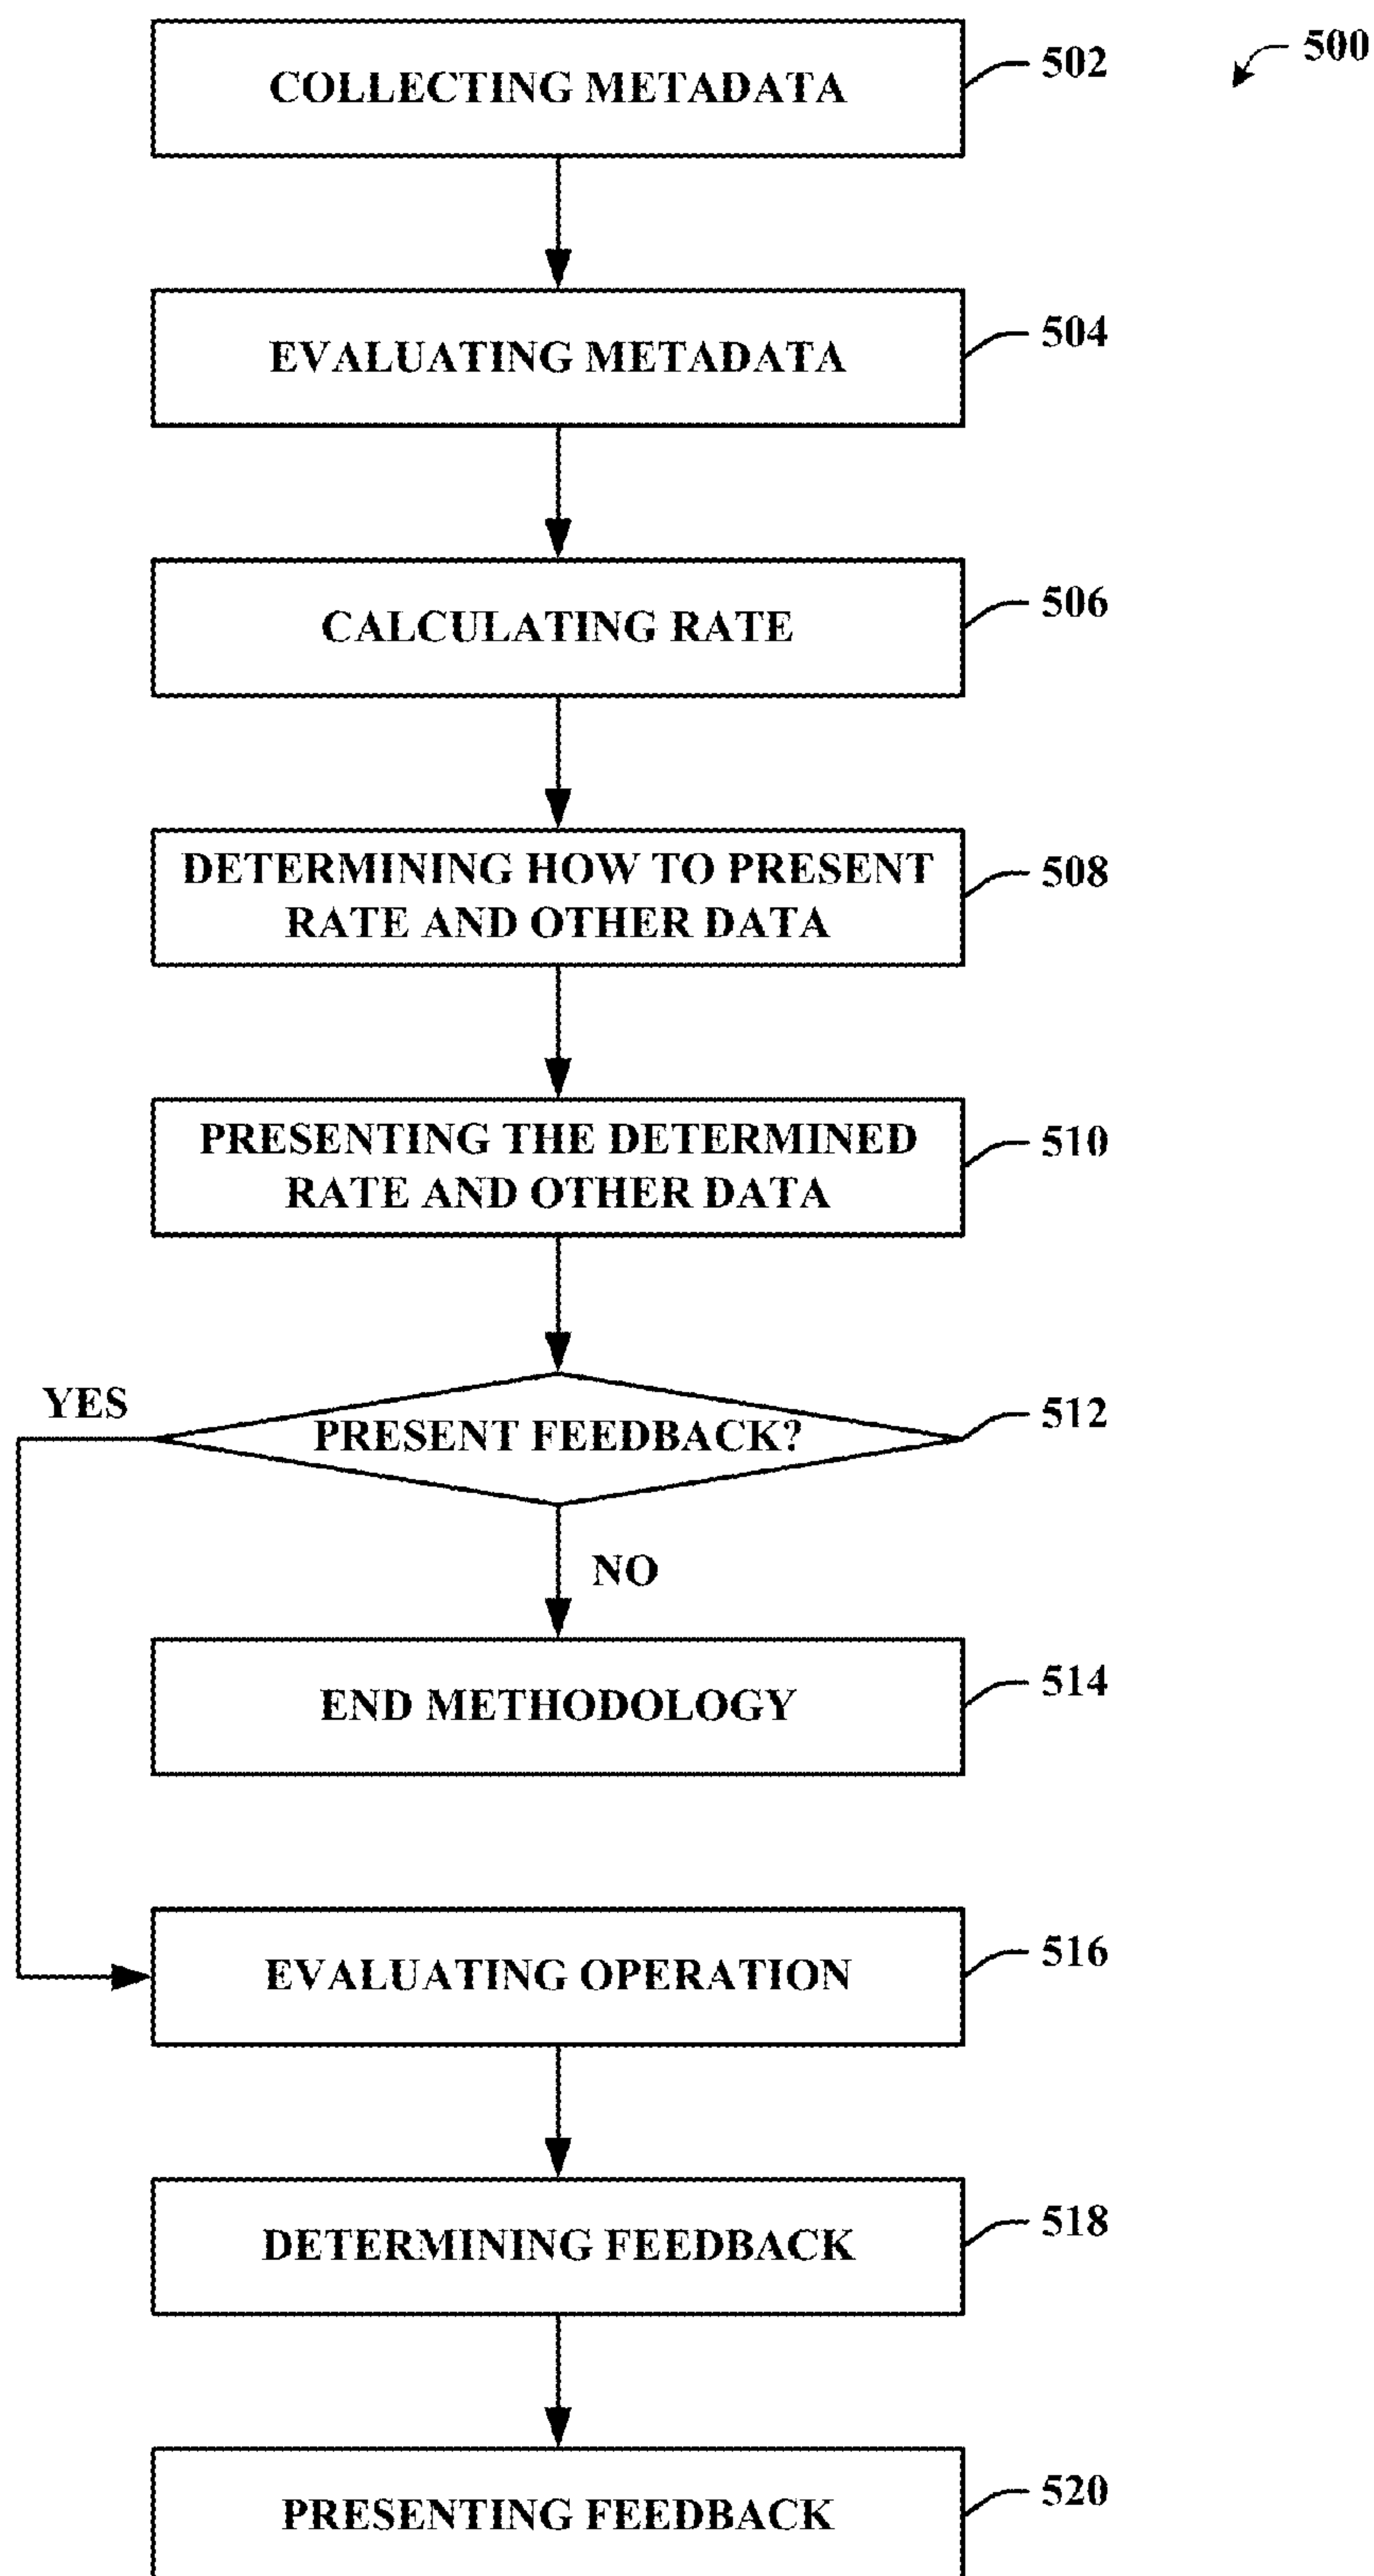 500
COLLECTING METADATA
502
EVALUATING METADATA
504
CALCULATING RATE
506
DETERMINING HOW TO PRESENT
RATE AND OTHER DATA
508
PRESENTING THE DETERMINED
RATE AND OTHER DATA
510
YES
PRESENT FEEDBACK?
512
NO
END METHODOLOGY
514
EVALUATING OPERATION
516
DETERMINING FEEDBACK
518
PRESENTING FEEDBACK
520